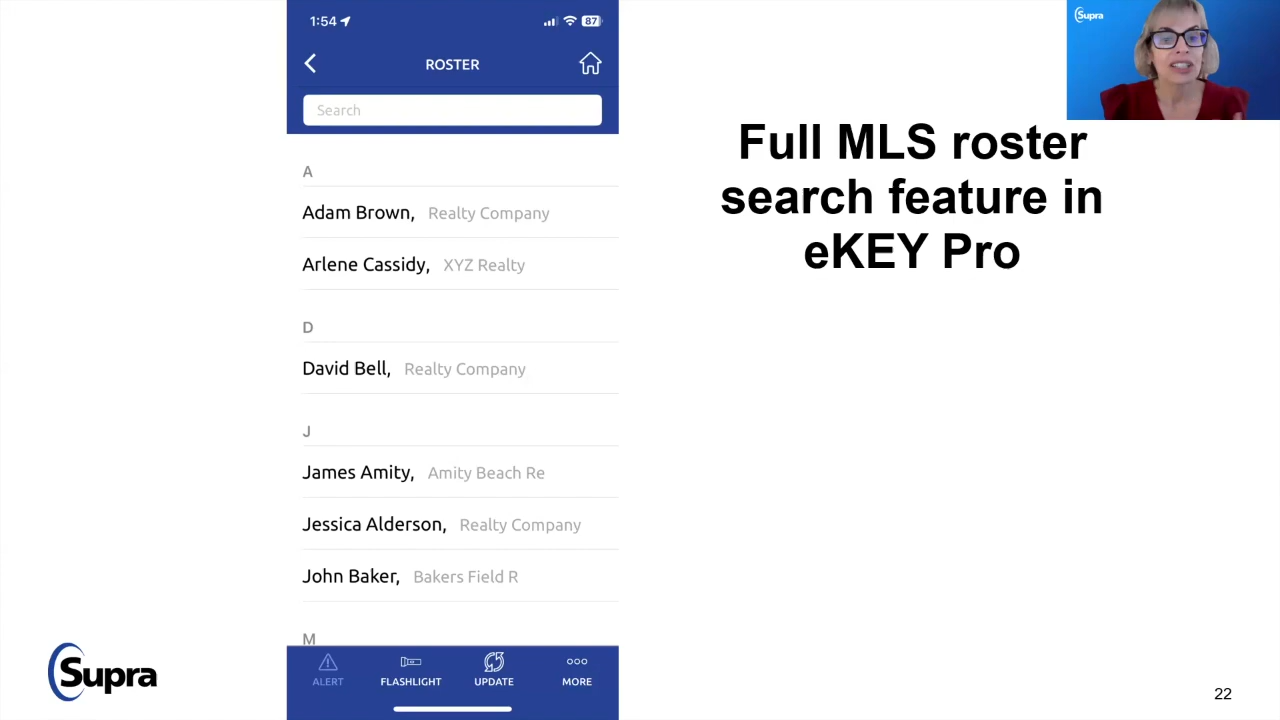 1:54
87
ROSTER
Search
A
Adam Brown, Realty Company
Arlene Cassidy, XYZ Realty
D
David Bell, Realty Company
J
James Amity, Amity Beach Re
Jessica Alderson, Realty Company
John Baker, Bakers Field R
M
ALERT
FLASHLIGHT
UPDATE
MORE
Supra
Full MLS roster
search feature in
eKEY Pro
Supra
22